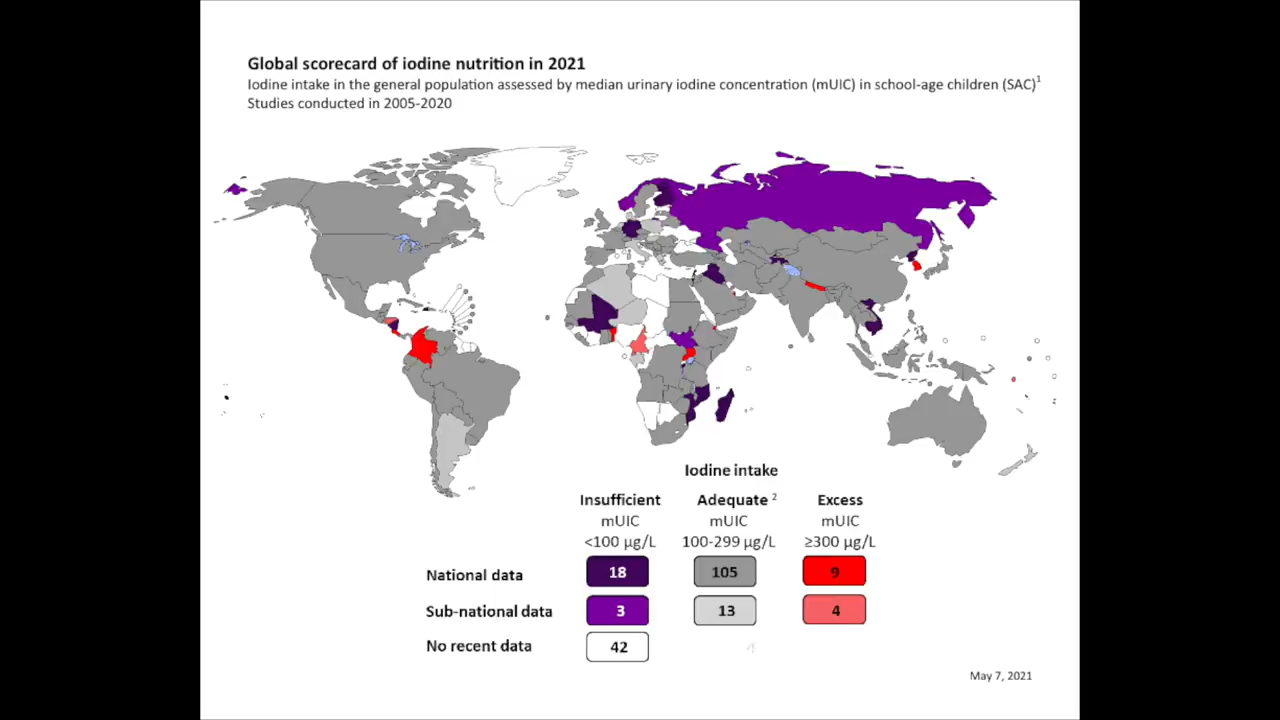 Global scorecard of iodine nutrition in 2021
Iodine intake in the general population assessed by median urinary iodine concentration (mUIC) in school-age children (SAC)¹
Studies conducted in 2005-2020
Iodine intake
Insufficient Adequate ² Excess
mUIC mUIC mUIC
<100 µg/L 100-299 µg/L ≥300 µg/L
National data 18 105 9
Sub-national data 3 13 4
No recent data 42
May 7, 2021